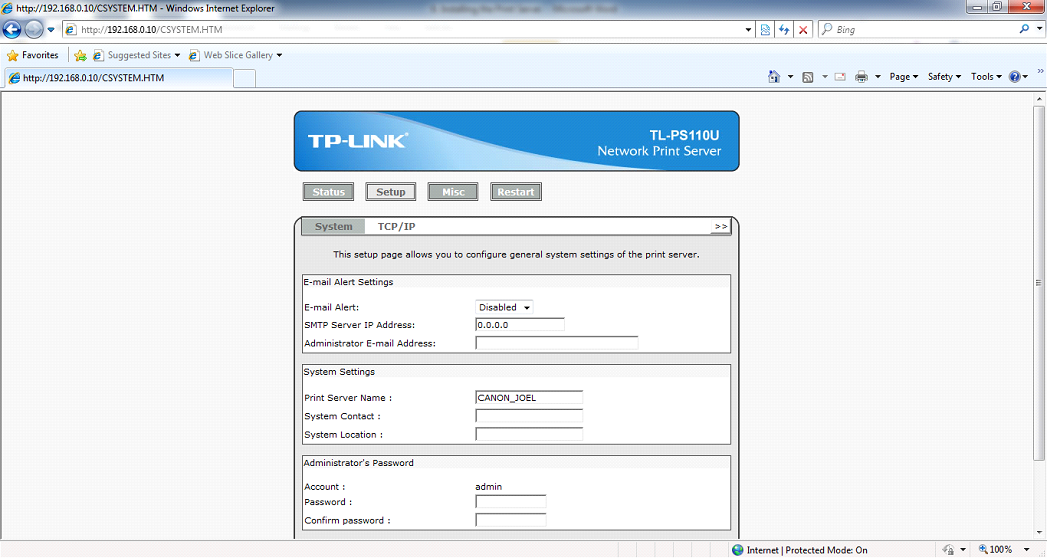 http://192.168.0.10/CSYSTEM.HTM - Windows Internet Explorer
http://192.168.0.10/CSYSTEM.HTM
Bing
Favorites
Suggested Sites
Web Slice Gallery
http://192.168.0.10/CSYSTEM.HTM
Page
Safety
Tools
»
TP-LINK®
TL-PS110U
Network Print Server
Status
Setup
Misc
Restart
System
TCP/IP
>>
This setup page allows you to configure general system settings of the print server.
E-mail Alert Settings
E-mail Alert:
Disabled
SMTP Server IP Address:
0.0.0.0
Administrator E-mail Address:
System Settings
Print Server Name :
CANON_JOEL
System Contact :
System Location :
Administrator's Password
Account :
admin
Password :
Confirm password :
Internet | Protected Mode: On
100%